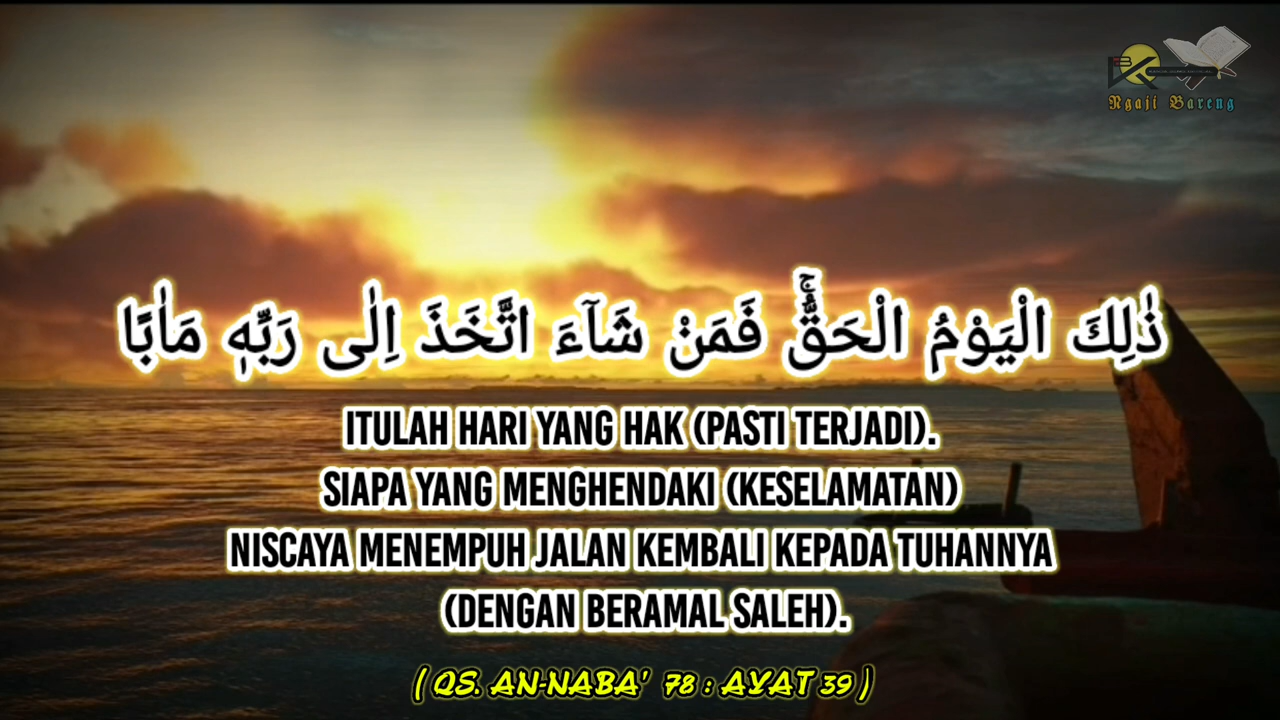 Ngaji Bareng
ذٰلِكَ الْيَوْمُ الْحَقُّۚ فَمَنْ شَاۤءَ اتَّخَذَ اِلٰى رَبِّهٖ مَاٰبًا
ITULAH HARI YANG HAK (PASTI TERJADI).
SIAPA YANG MENGHENDAKI (KESELAMATAN)
NISCAYA MENEMPUH JALAN KEMBALI KEPADA TUHANNYA
(DENGAN BERAMAL SALEH).
( QS. AN-NABA' 78 : AYAT 39 )